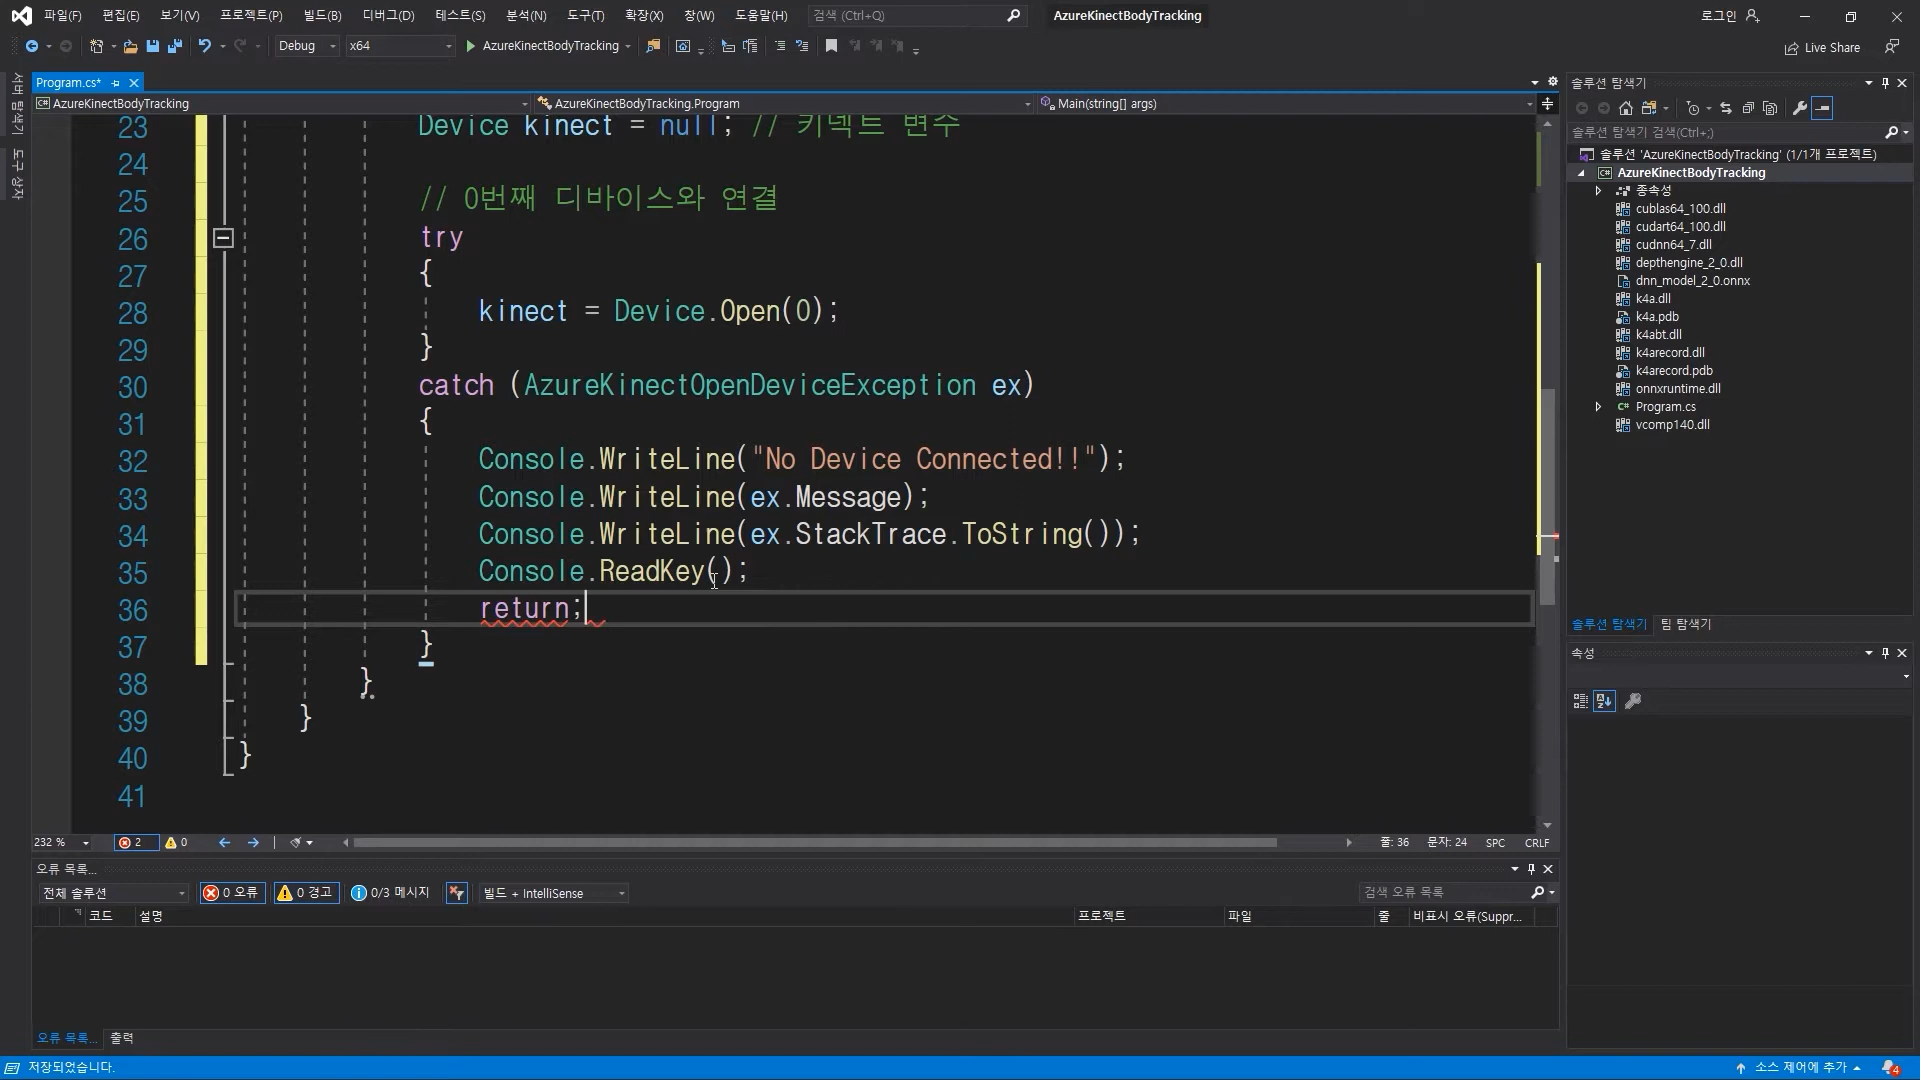 파일(F) 편집(E) 보기(V) 프로젝트(P) 빌드(B) 디버그(D) 테스트(S) 분석(N) 도구(T) 확장(X) 창(W) 도움말(H) 검색 (Ctrl+Q) AzureKinectBodyTracking 로그인
Debug x64 AzureKinectBodyTracking Live Share
서버 탐색기
도구 상자
Program.cs*
AzureKinectBodyTracking AzureKinectBodyTracking.Program Main(string[] args)
23 Device kinect = null; // 키넥트 변수
24
25 // 0번째 디바이스와 연결
26 try
27 {
28 kinect = Device.Open(0);
29 }
30 catch (AzureKinectOpenDeviceException ex)
31 {
32 Console.WriteLine("No Device Connected!!");
33 Console.WriteLine(ex.Message);
34 Console.WriteLine(ex.StackTrace.ToString());
35 Console.ReadKey();
36 return;
37 }
38 }
39 }
40 }
41
232 % 2 0 줄: 36 문자: 24 SPC CRLF
오류 목록...
전체 솔루션 0 오류 0 경고 0/3 메시지 빌드 + IntelliSense 검색 오류 목록
코드 설명 프로젝트 파일 줄 비표시 오류(Suppr...
오류 목록... 출력
솔루션 탐색기
솔루션 탐색기 검색(Ctrl+;)
솔루션 'AzureKinectBodyTracking' (1/1개 프로젝트)
AzureKinectBodyTracking
종속성
cublas64_100.dll
cudart64_100.dll
cudnn64_7.dll
depthengine_2_0.dll
dnn_model_2_0.onnx
k4a.dll
k4a.pdb
k4abt.dll
k4arecord.dll
k4arecord.pdb
onnxruntime.dll
C# Program.cs
vcomp140.dll
솔루션 탐색기 팀 탐색기
속성
저장되었습니다. 소스 제어에 추가 4